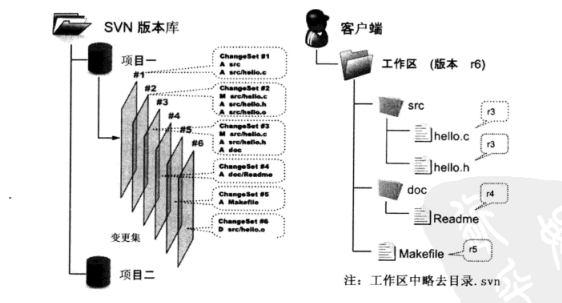 SVN 版本库
项目一
#1
#2
#3
#4
#5
#6
ChangeSet #1
A src
A src/hello.c
ChangeSet #2
M src/hello.c
A src/hello.h
A src/hello.o
ChangeSet #3
M src/hello.c
A src/hello.h
A doc
ChangeSet #4
A doc/Readme
ChangeSet #5
A Makefile
ChangeSet #6
D src/hello.o
变更集
项目二
客户端
工作区 (版本 r6)
src
r3
hello.c
r3
hello.h
doc
r4
Readme
Makefile
r5
注: 工作区中略去目录.svn